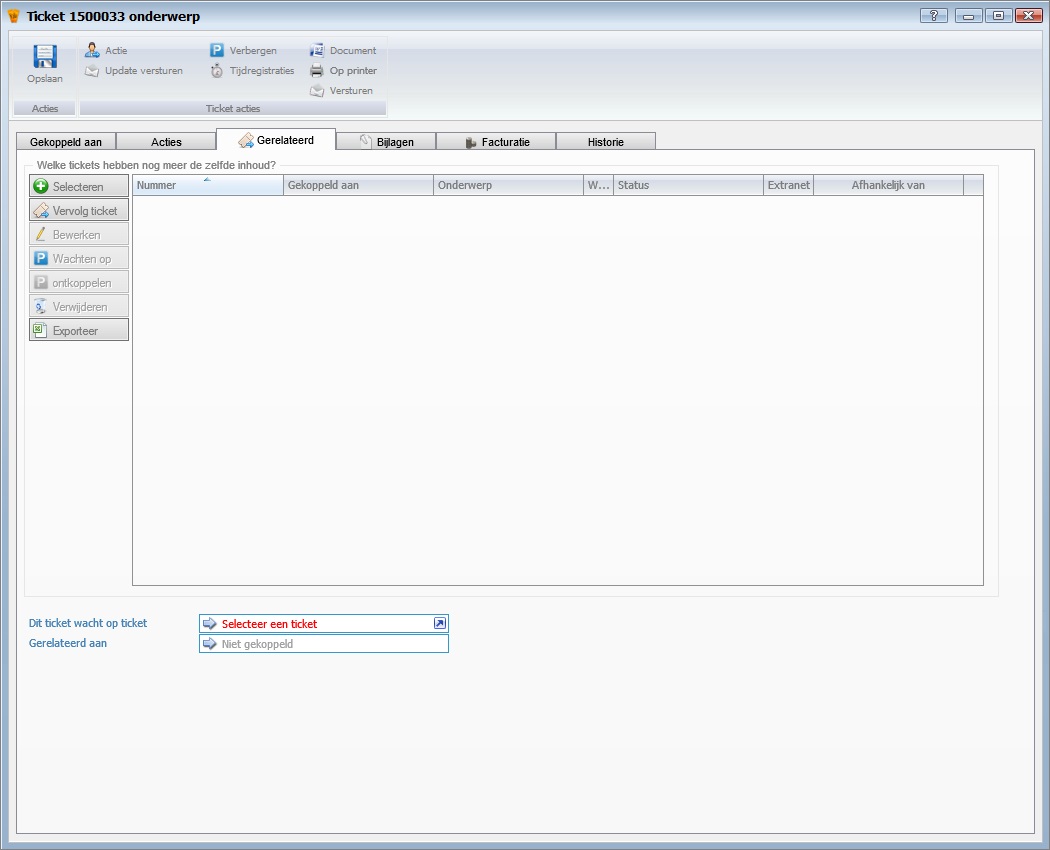 Ticket 1500033 onderwerp
?
Opslaan
Actie
Update versturen
Verbergen
Tijdregistraties
Document
Op printer
Versturen
Acties
Ticket acties
Gekoppeld aan
Acties
Gerelateerd
Bijlagen
Facturatie
Historie
Welke tickets hebben nog meer de zelfde inhoud?
Selecteren
Vervolg ticket
Bewerken
Wachten op
ontkoppelen
Verwijderen
Exporteer
Nummer Gekoppeld aan Onderwerp W... Status Extranet Afhankelijk van
Dit ticket wacht op ticket Selecteer een ticket
Gerelateerd aan Niet gekoppeld